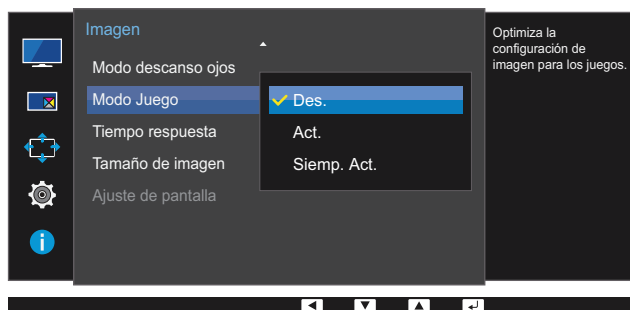 Imagen
Modo descanso ojos
Modo Juego
Tiempo respuesta
Tamaño de imagen
Ajuste de pantalla
Des.
Act.
Siemp. Act.
Optimiza la
configuración de
imagen para los juegos.